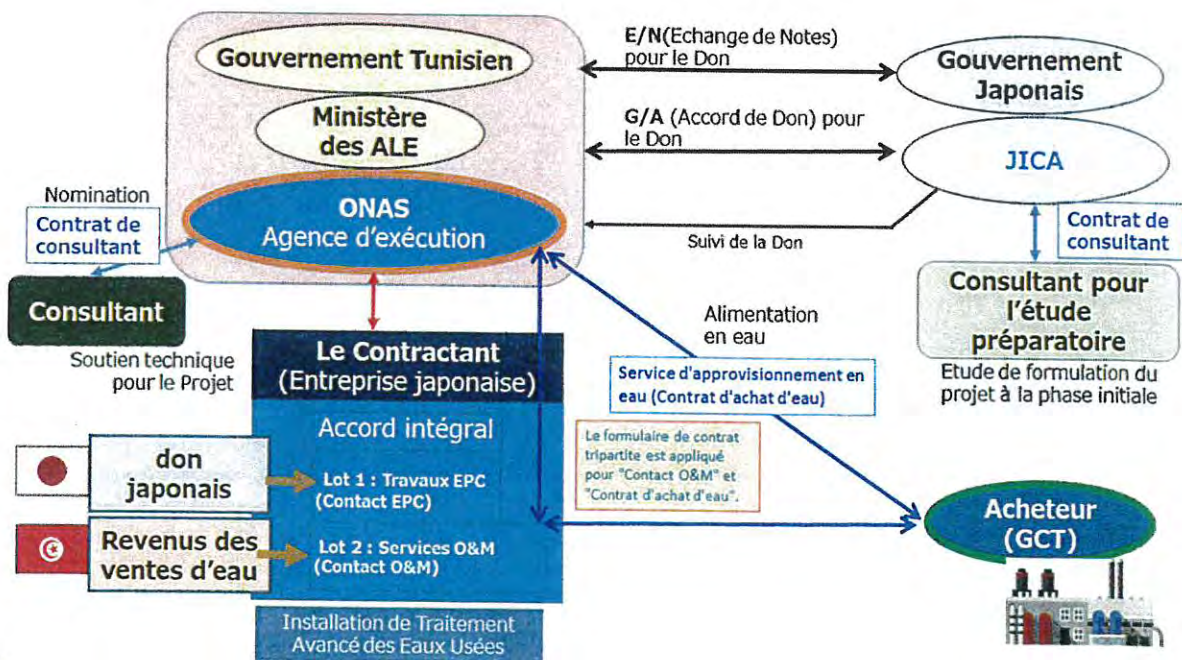 Gouvernement Tunisien
Ministère
des ALE
ONAS
Agence d'exécution
E/N(Echange de Notes)
pour le Don
G/A (Accord de Don) pour
le Don
Suivi de la Don
Gouvernement
Japonais
JICA
Contrat de
consultant
Consultant pour
l'étude
préparatoire
Etude de formulation du
projet à la phase initiale
Nomination
Contrat de
consultant
Consultant
Soutien technique
pour le Projet
Le Contractant
(Entreprise japonaise)
Accord intégral
Lot 1 : Travaux EPC
(Contact EPC)
Lot 2 : Services O&M
(Contact O&M)
Installation de Traitement
Avancé des Eaux Usées
don
japonais
Revenus des
ventes d'eau
Alimentation
en eau
Service d'approvisionnement en
eau (Contrat d'achat d'eau)
Le formulaire de contrat
tripartite est appliqué
pour "Contact O&M" et
"Contrat d'achat d'eau".
Acheteur
(GCT)